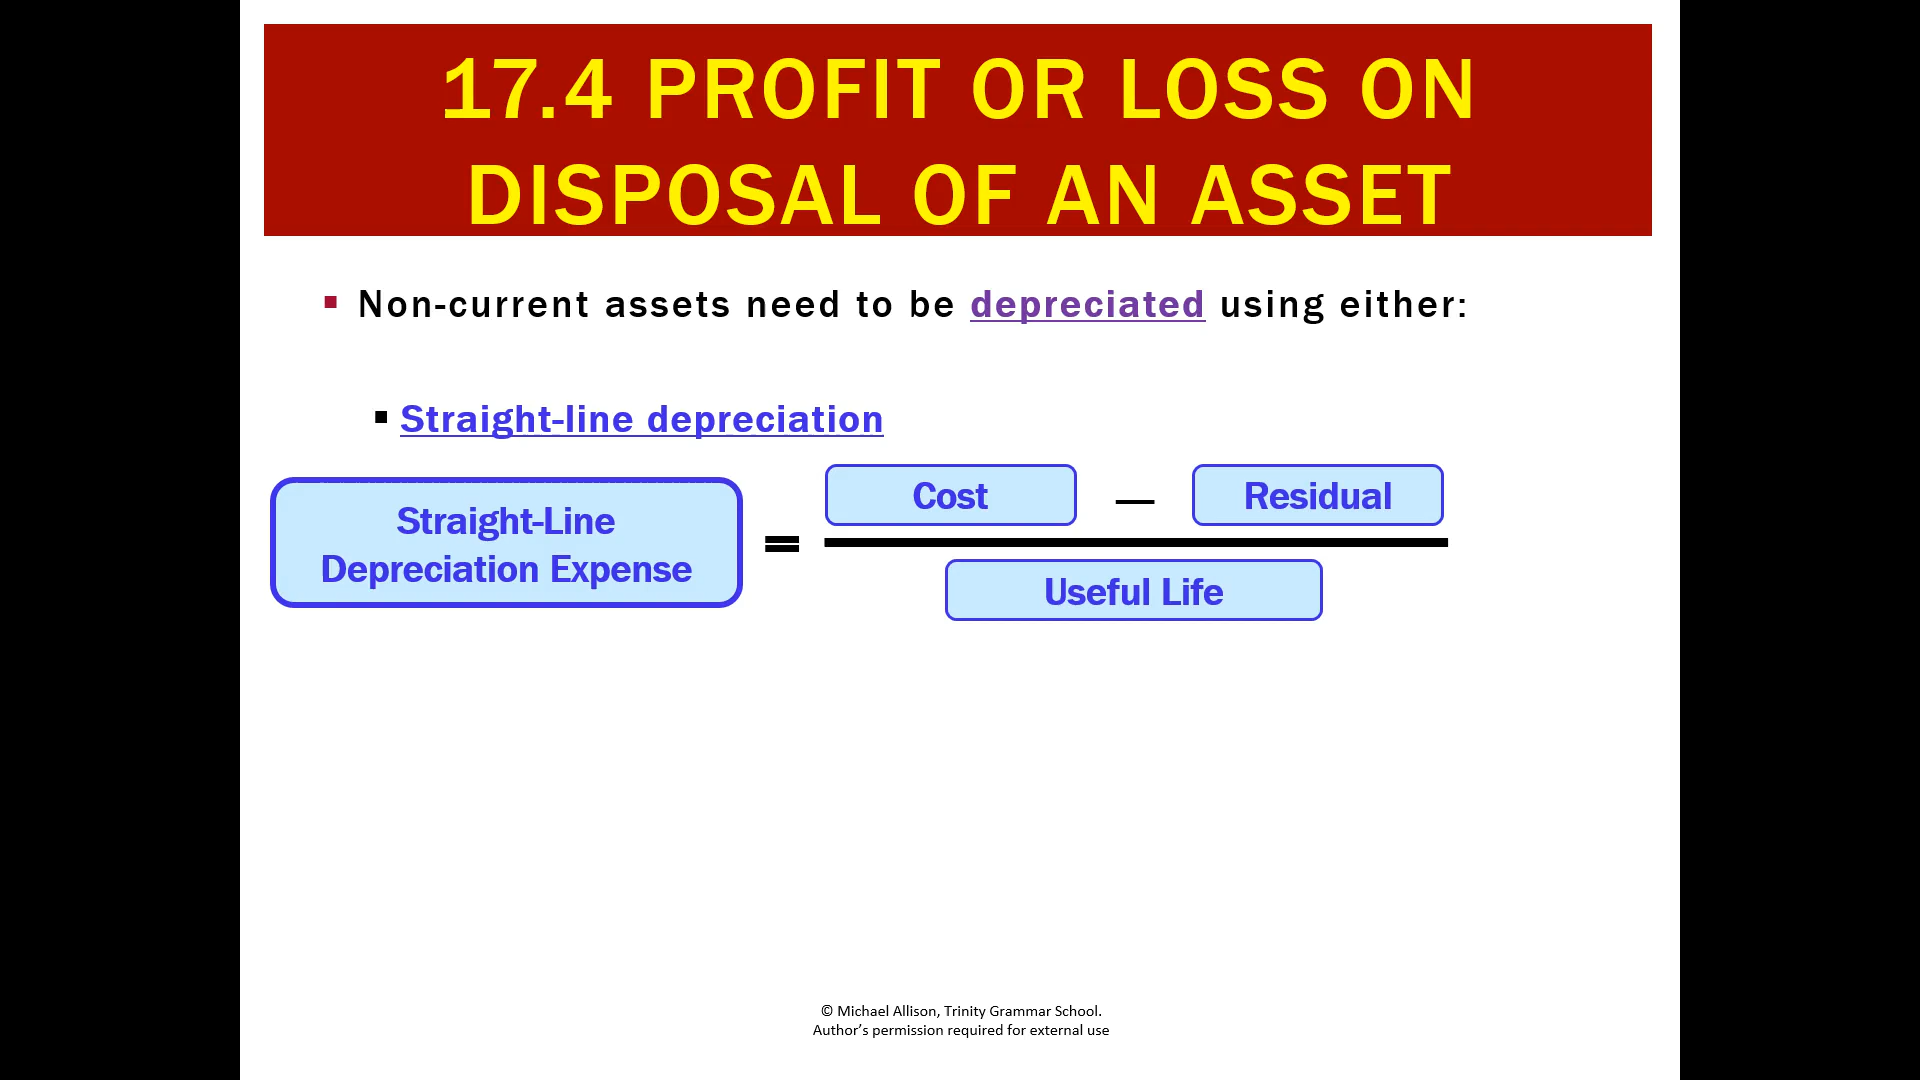 17.4 PROFIT OR LOSS ON
DISPOSAL OF AN ASSET
▪ Non-current assets need to be depreciated using either:
▪ Straight-line depreciation
Straight-Line
Depreciation Expense
=
Cost — Residual
Useful Life
© Michael Allison, Trinity Grammar School.
Author’s permission required for external use